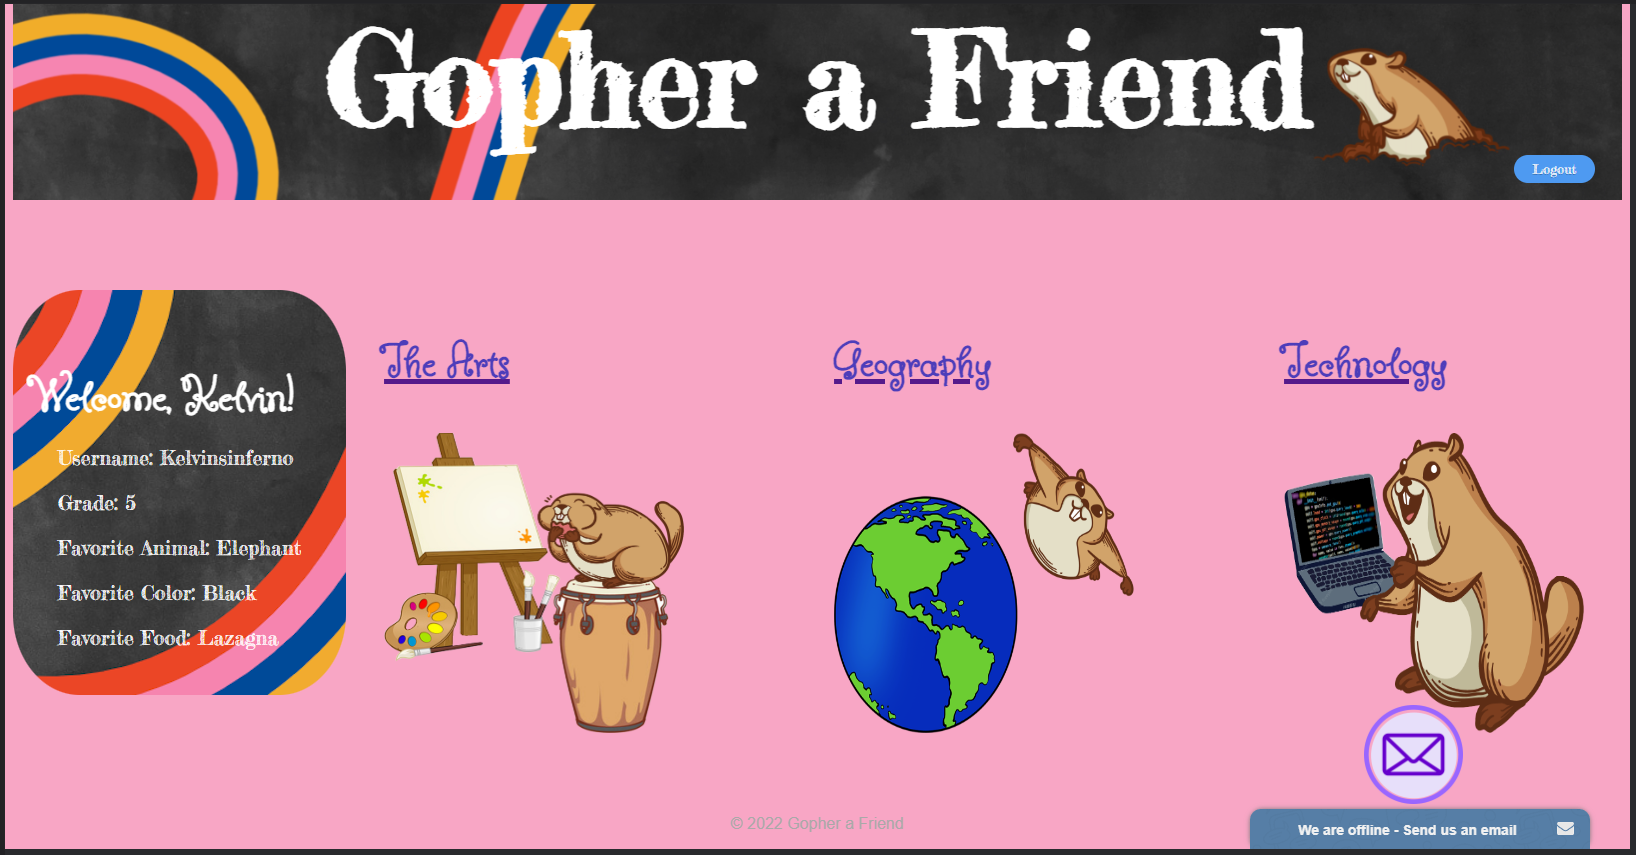 Gopher a Friend
Logout
Welcome, Kelvin!
Username: Kelvinsinferno
Grade: 5
Favorite Animal: Elephant
Favorite Color: Black
Favorite Food: Lazagna
The Arts
Geography
Technology
© 2022 Gopher a Friend
We are offline - Send us an email